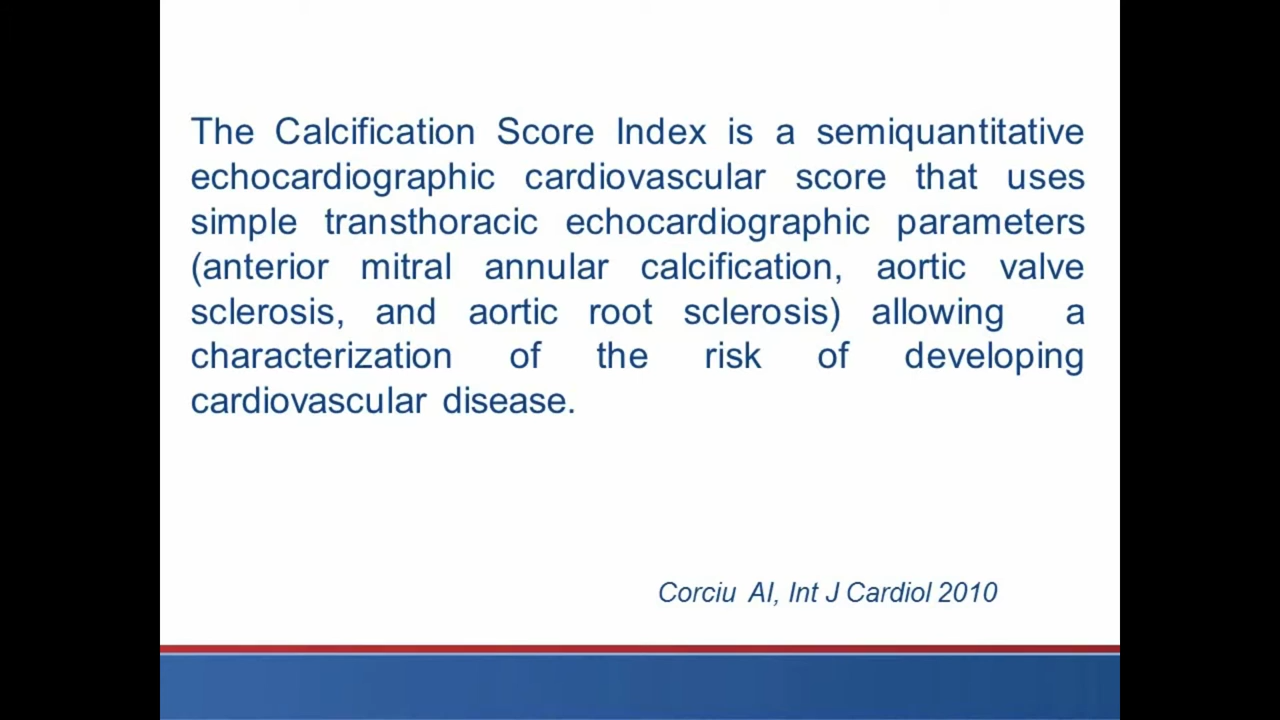 The Calcification Score Index is a semiquantitative
echocardiographic cardiovascular score that uses
simple transthoracic echocardiographic parameters
(anterior mitral annular calcification, aortic valve
sclerosis, and aortic root sclerosis) allowing a
characterization of the risk of developing
cardiovascular disease.
Corciu AI, Int J Cardiol 2010